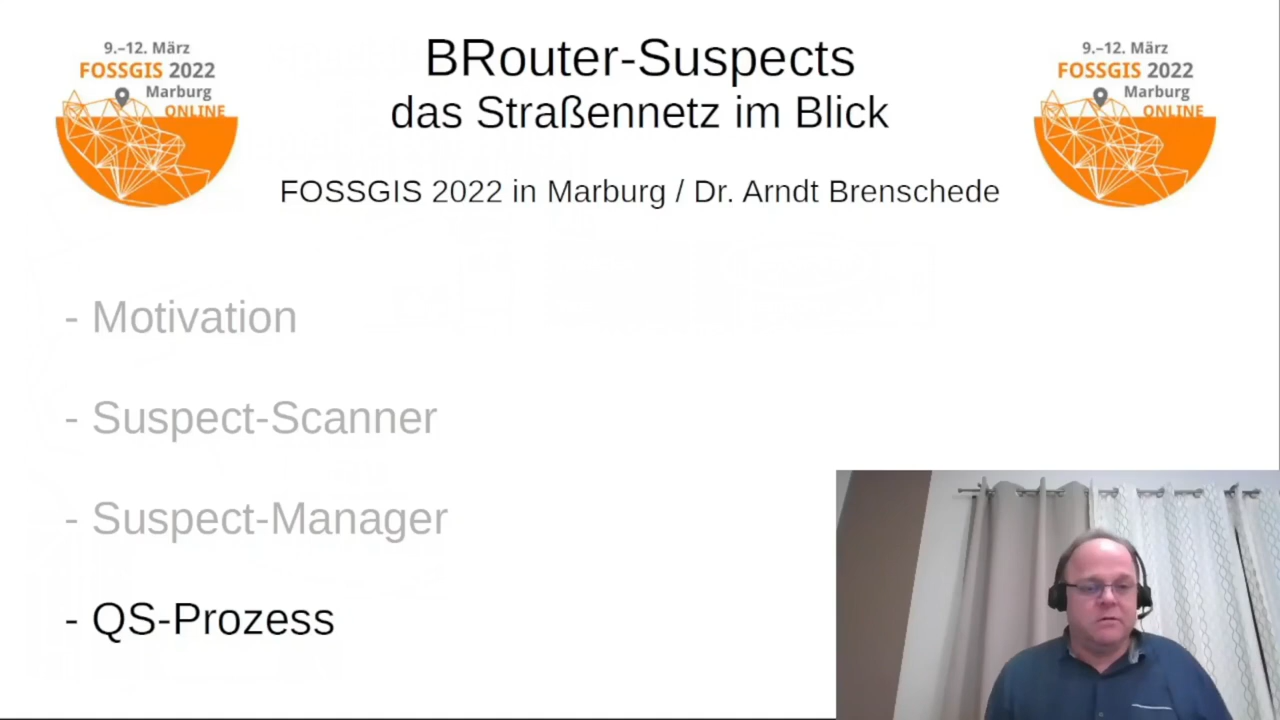 9.–12. März
FOSSGIS 2022
Marburg
ONLINE
BRouter-Suspects
das Straßennetz im Blick
FOSSGIS 2022 in Marburg / Dr. Arndt Brenschede
9.–12. März
FOSSGIS 2022
Marburg
ONLINE
- Motivation
- Suspect-Scanner
- Suspect-Manager
- QS-Prozess